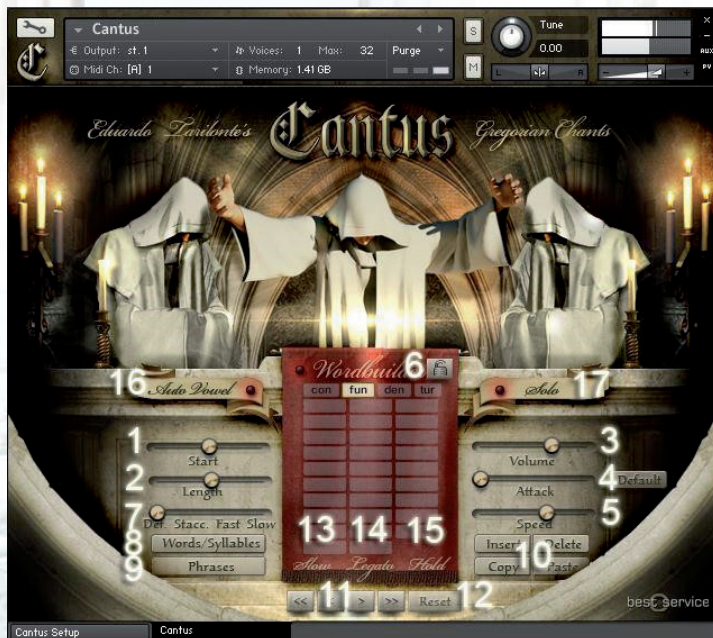 Cantus
S
Tune
X
Output: st.1
Voices: 1 Max: 32 Purge
0.00
AUX
Midi Ch: [A] 1
Memory: 1.41 GB
M
L R
- +
PV
C
Eduardo Tarilonte's Cantus Gregorian Chants
16 Auto Vowel
Wordbuil 6
Solo 17
con fun den tur
1 Start
Volume 3
2 Length
Attack 4 Default
7 Def. Stacc. Fast Slow
Speed 5
8 Words/Syllables
13 14 15
Insert Delete
9 Phrases
Slow Legato Hold
Copy 10 Paste
<< 11 > >> Reset 12
best service
Cantus Setup Cantus